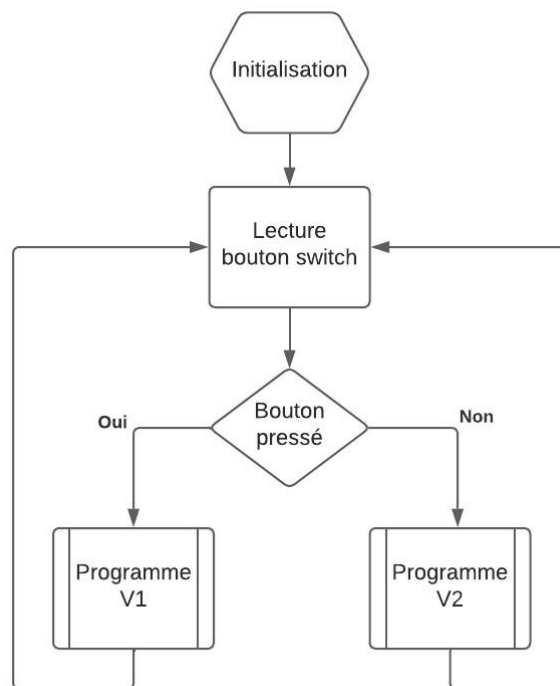 Initialisation
Lecture
bouton switch
Bouton
pressé
Oui
Non
Programme
V1
Programme
V2